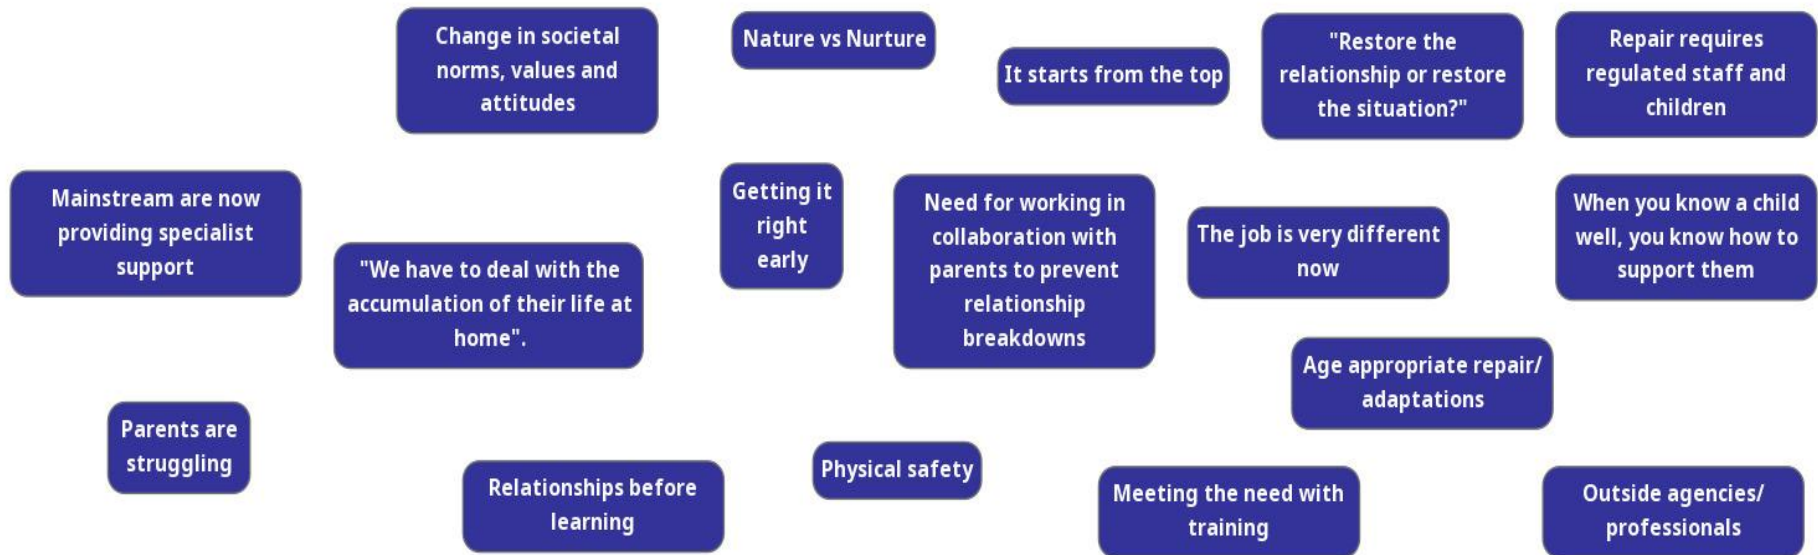 Change in societal
norms, values and
attitudes
Nature vs Nurture
It starts from the top
"Restore the
relationship or restore
the situation?"
Repair requires
regulated staff and
children
Mainstream are now
providing specialist
support
"We have to deal with the
accumulation of their life at
home".
Getting it
right
early
Need for working in
collaboration with
parents to prevent
relationship
breakdowns
The job is very different
now
When you know a child
well, you know how to
support them
Age appropriate repair/
adaptations
Parents are
struggling
Relationships before
learning
Physical safety
Meeting the need with
training
Outside agencies/
professionals